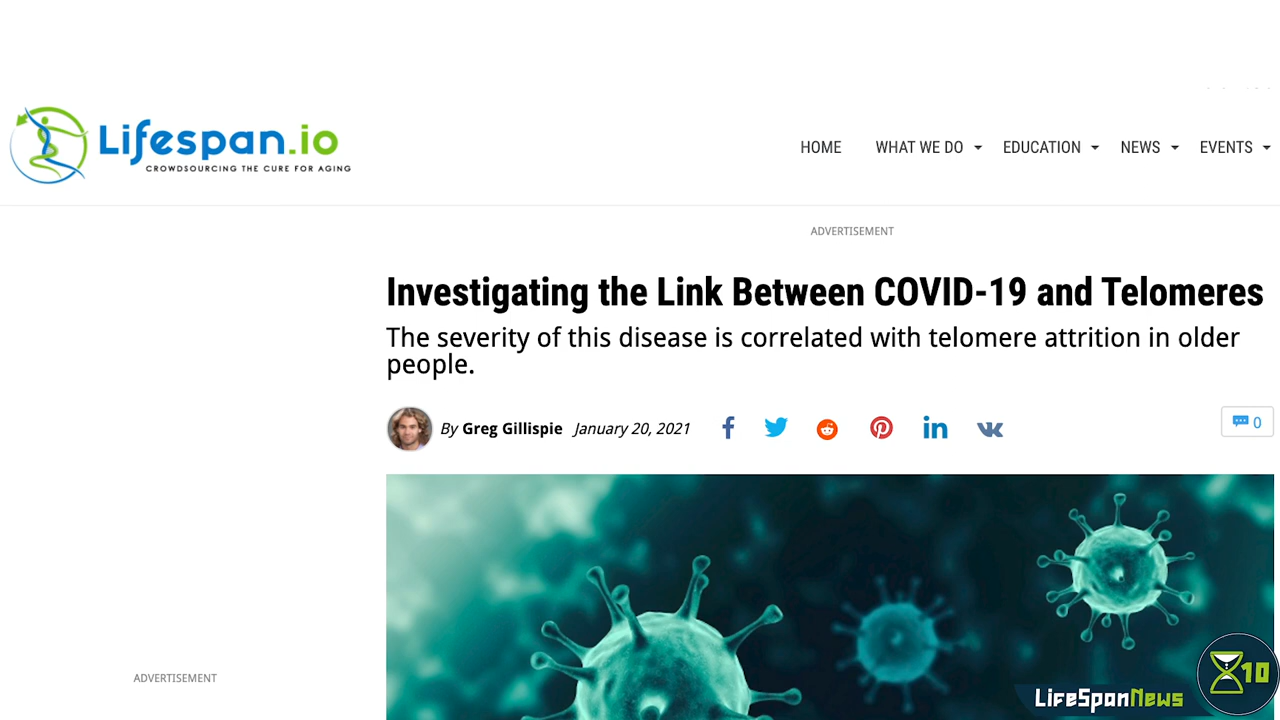 Lifespan.io
CROWDSOURCING THE CURE FOR AGING
HOME WHAT WE DO EDUCATION NEWS EVENTS
ADVERTISEMENT
Investigating the Link Between COVID-19 and Telomeres
The severity of this disease is correlated with telomere attrition in older
people.
By Greg Gillispie January 20, 2021
0
ADVERTISEMENT
LifeSpanNews
10